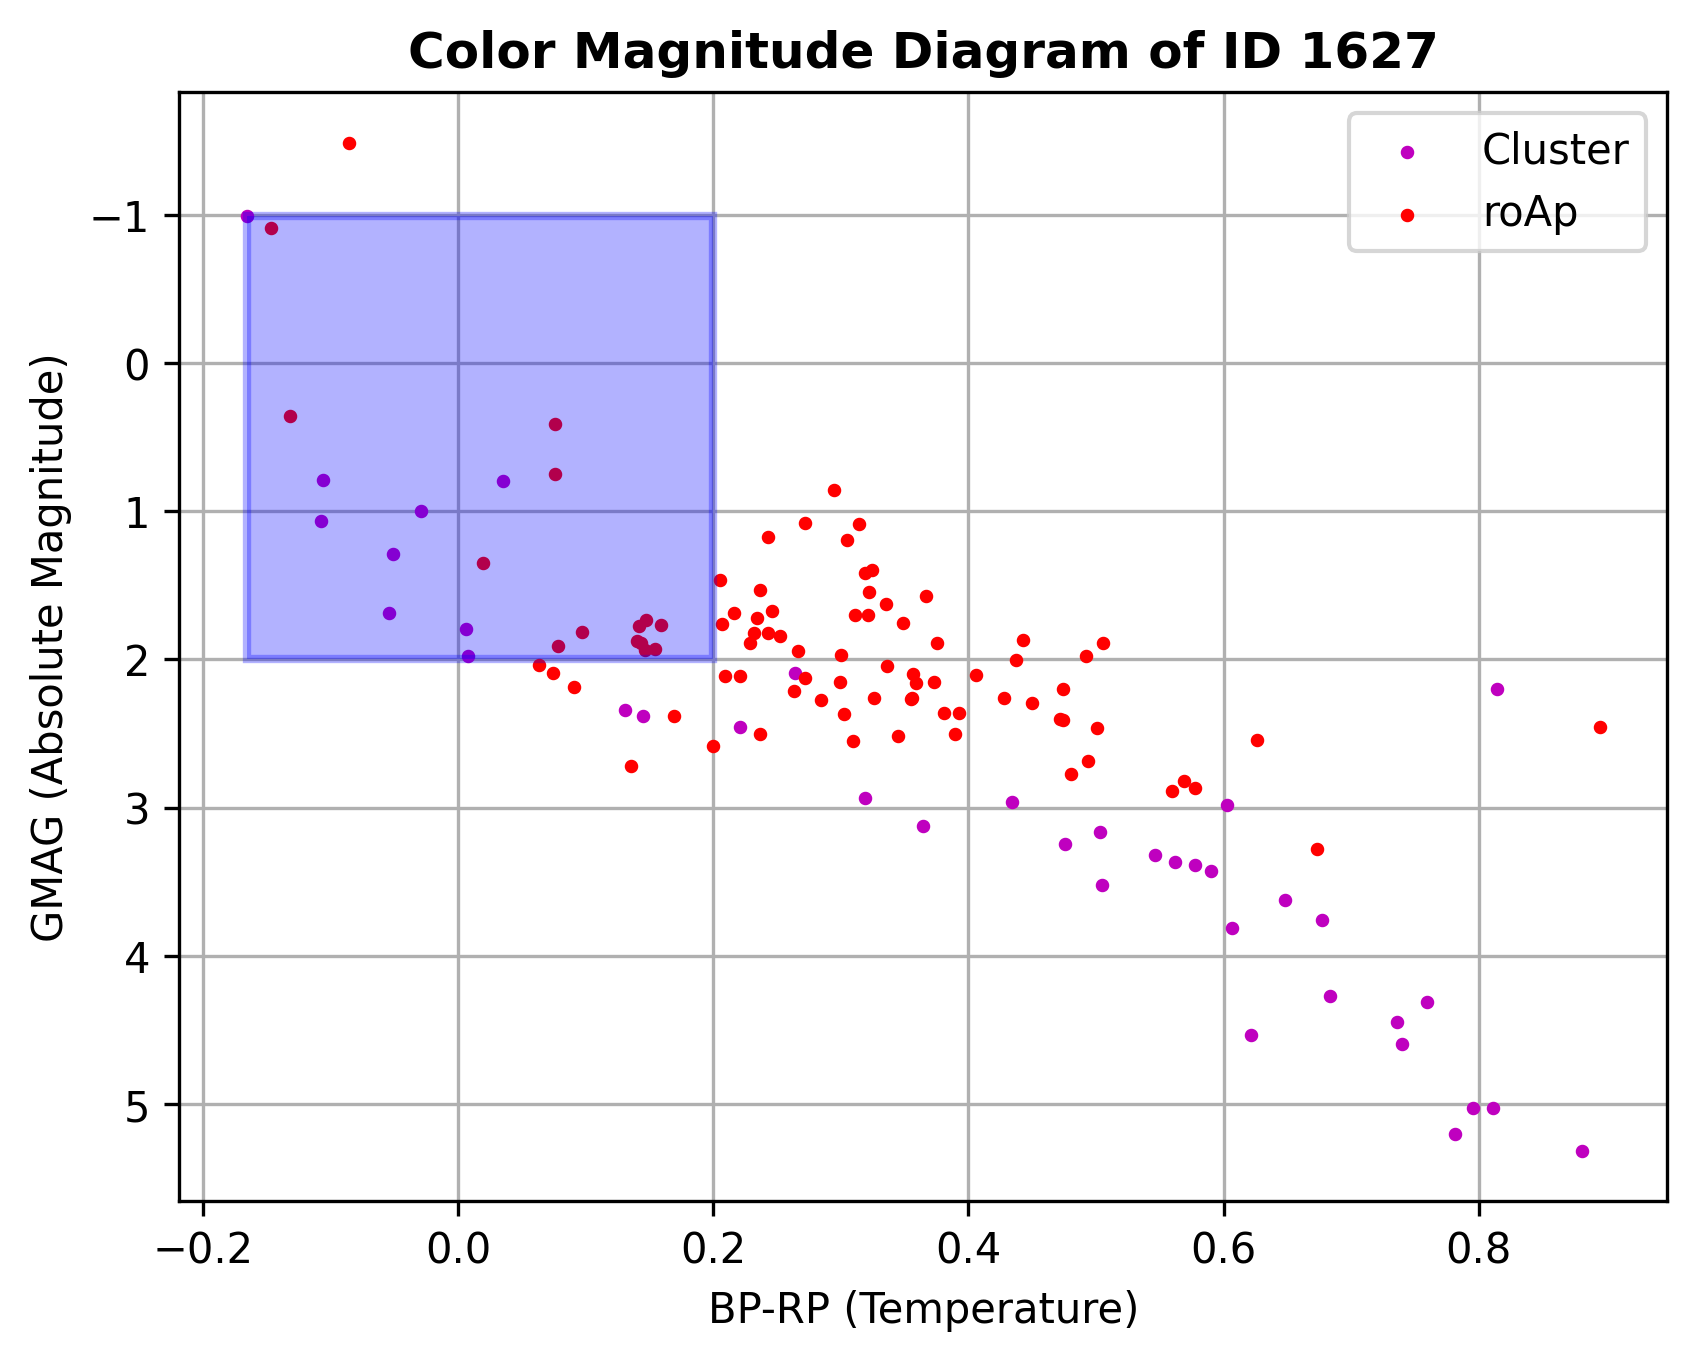 Color Magnitude Diagram of ID 1627
Cluster
roAp
GMAG (Absolute Magnitude)
−1
0
1
2
3
4
5
−0.2 0.0 0.2 0.4 0.6 0.8
BP-RP (Temperature)